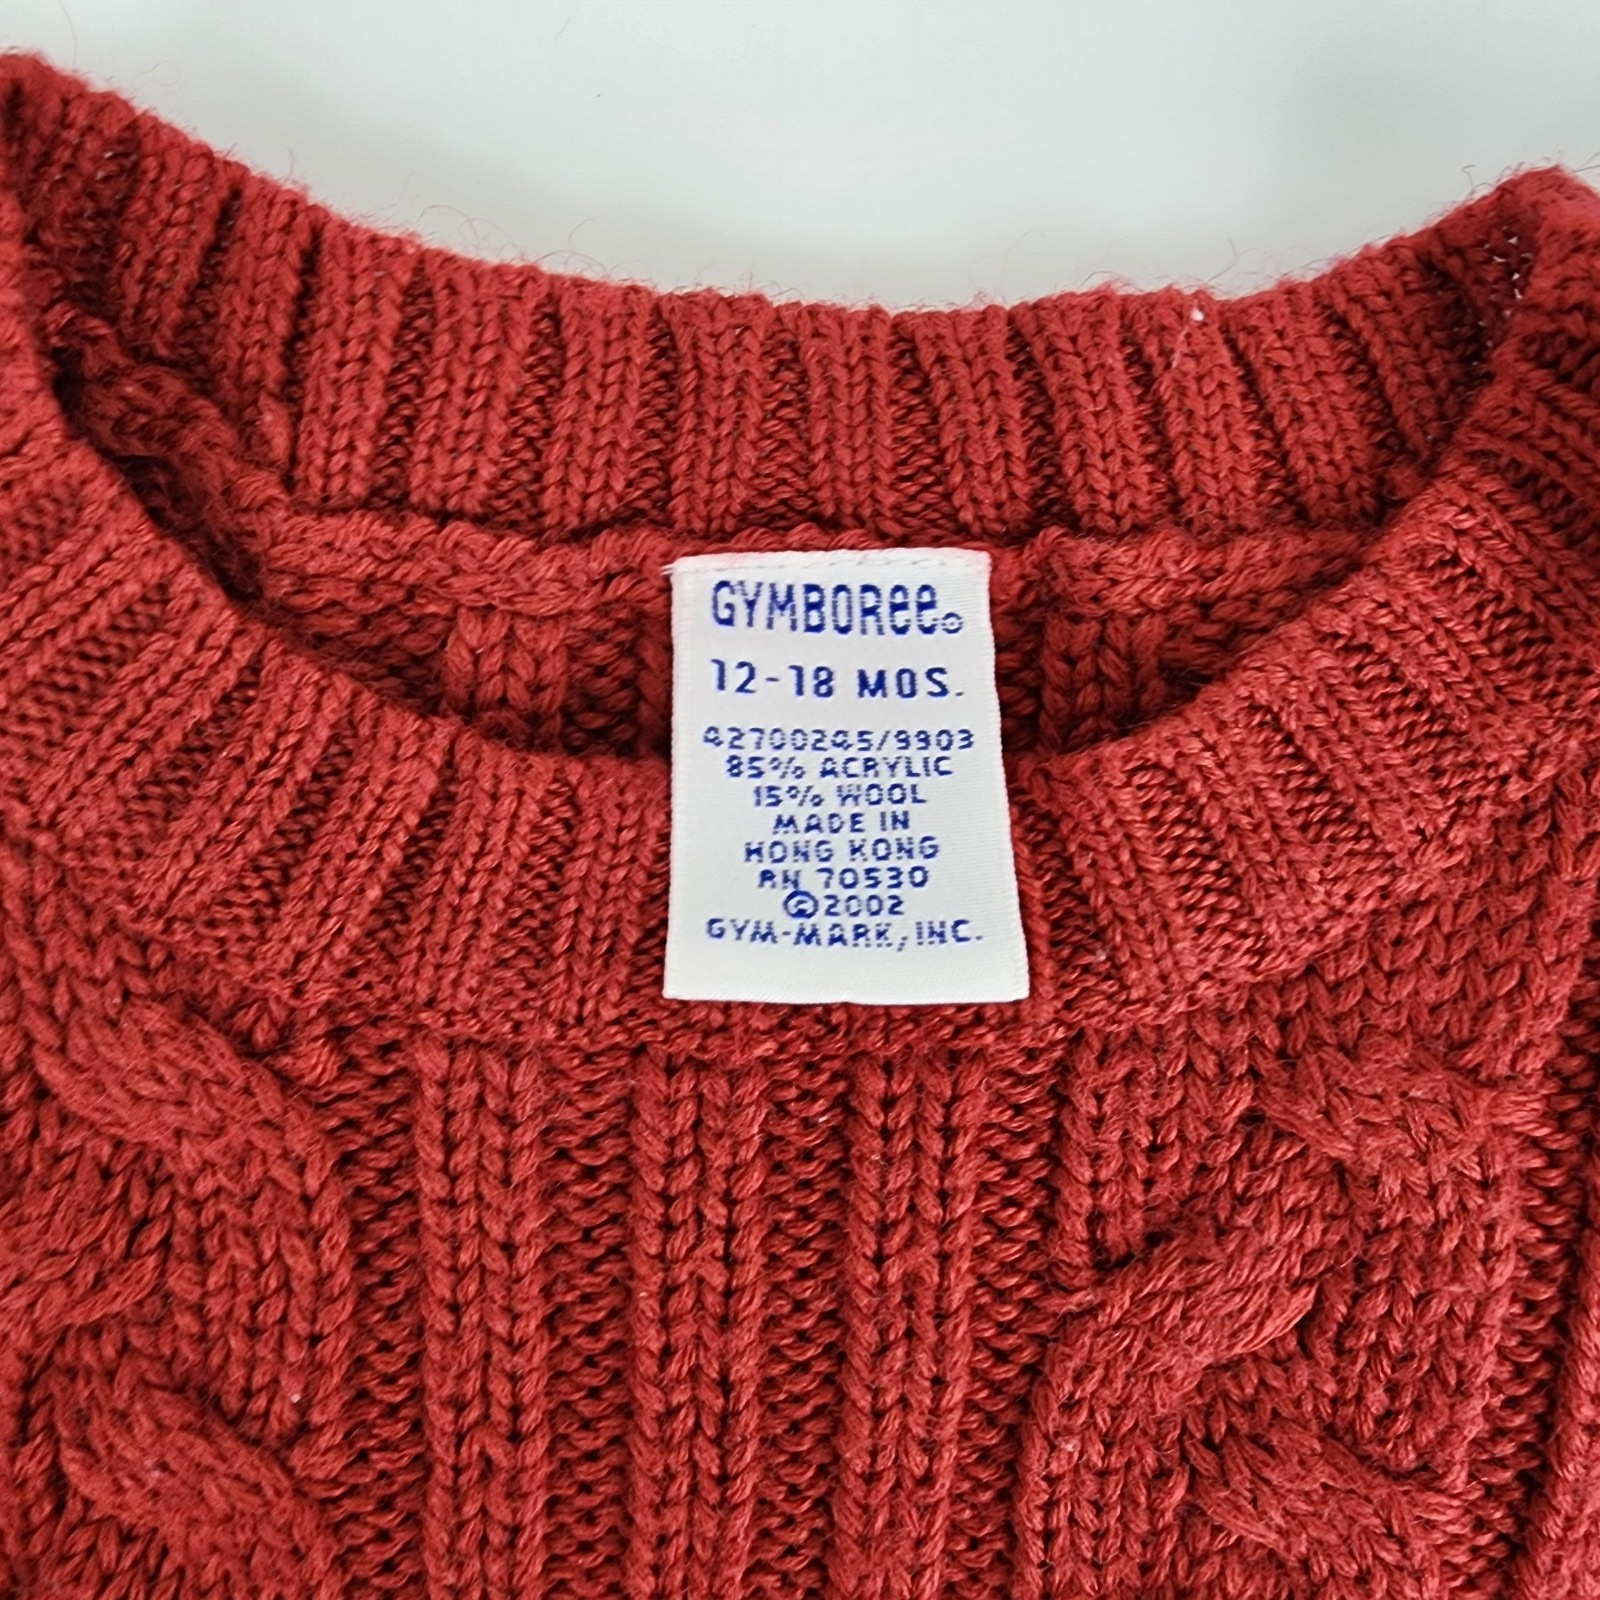 GYMBOREE®
12-18 MOS.
42700245/9903
85% ACRYLIC
15% WOOL
MADE IN
HONG KONG
RN 70530
©2002
GYM-MARK, INC.